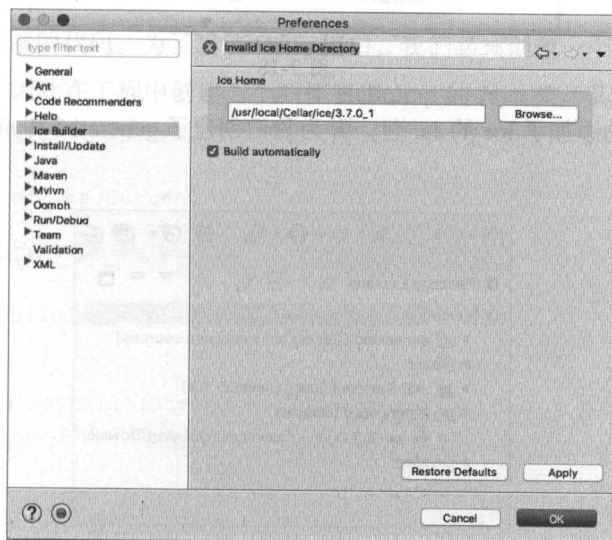 Preferences
type filter text
General
Ant
Code Recommenders
Help
Ice Builder
Install/Update
Java
Maven
Mylyn
Oomph
Run/Debug
Team
Validation
XML
Invalid Ice Home Directory
Ice Home
/usr/local/Cellar/ice/3.7.0_1
Browse...
Build automatically
Restore Defaults
Apply
?
Cancel
OK